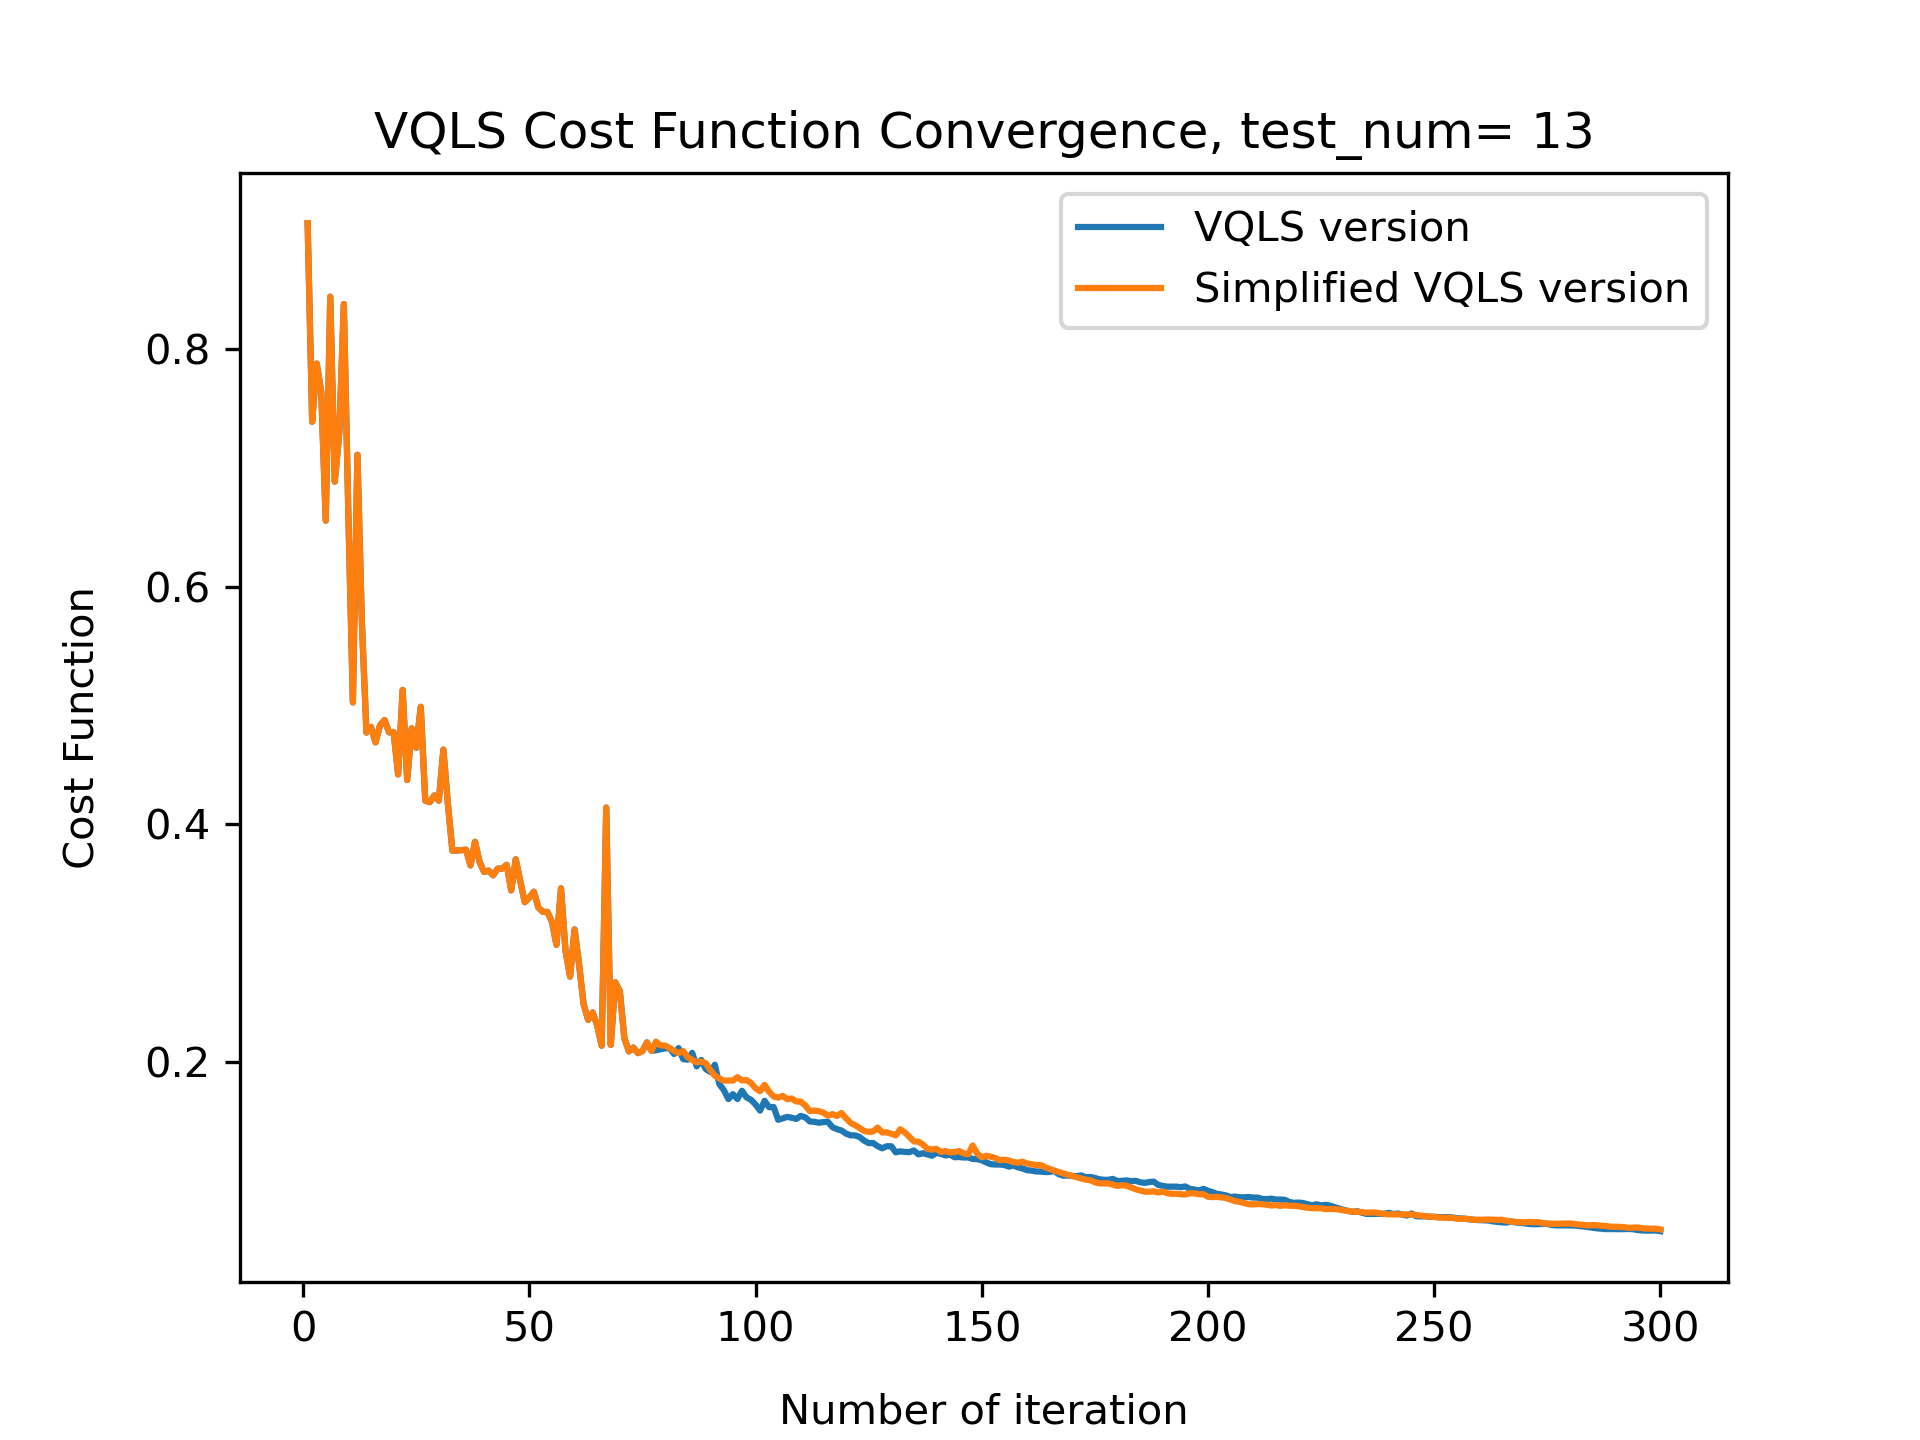 VQLS Cost Function Convergence, test_num= 13
VQLS version
Simplified VQLS version
0.8
0.6
0.4
0.2
Cost Function
0 50 100 150 200 250 300
Number of iteration